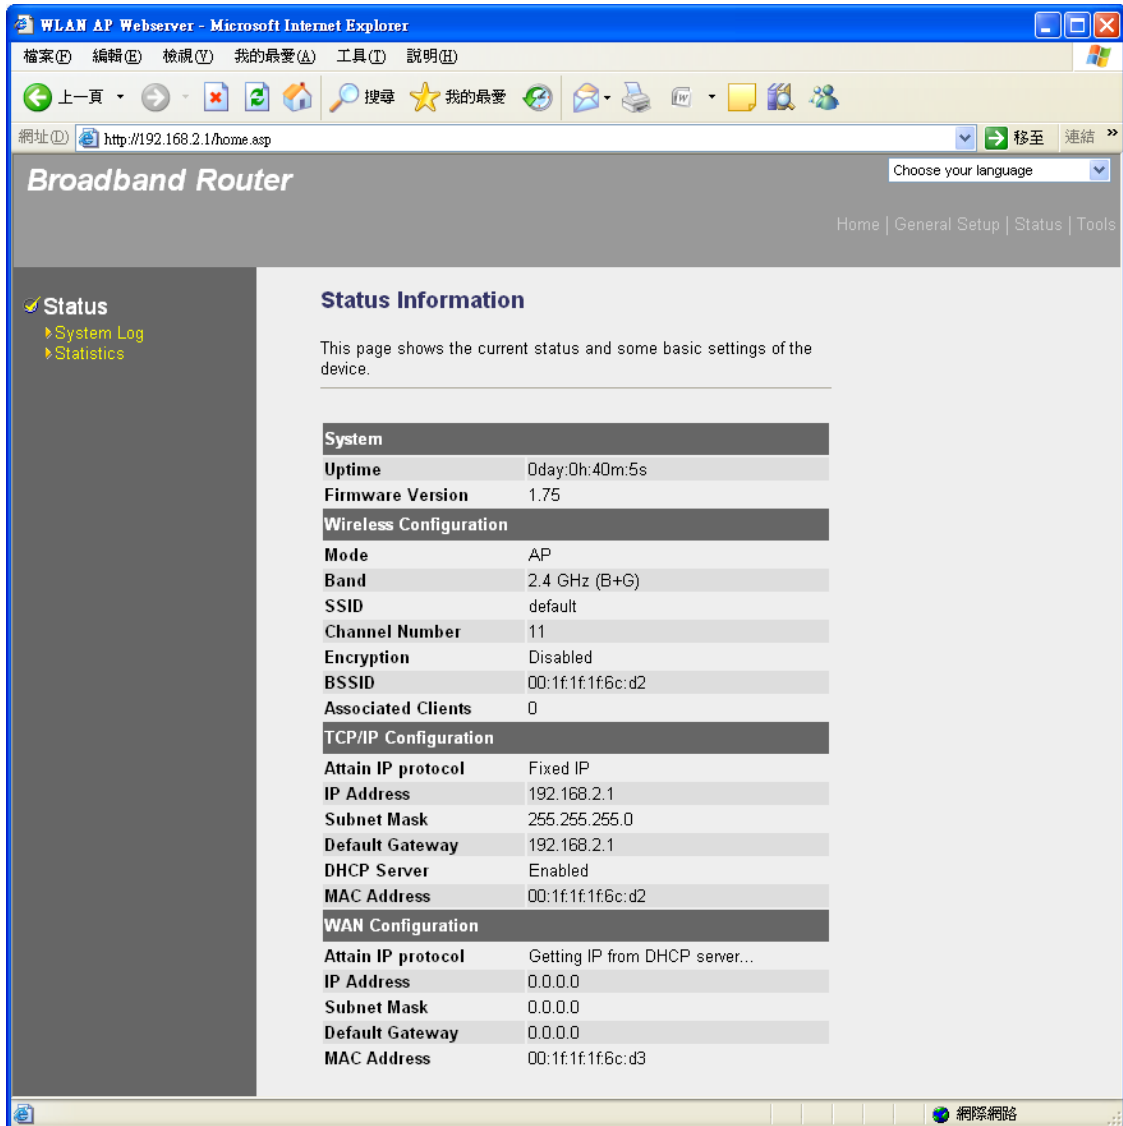 WLAN AP Webserver - Microsoft Internet Explorer
檔案(F) 編輯(E) 檢視(V) 我的最愛(A) 工具(T) 說明(H)
上一頁 搜尋 我的最愛
網址(D) http://192.168.2.1/home.asp 移至 連結 »
Broadband Router
Choose your language
Home | General Setup | Status | Tools
Status
System Log
Statistics
Status Information
This page shows the current status and some basic settings of the
device.
System
Uptime 0day:0h:40m:5s
Firmware Version 1.75
Wireless Configuration
Mode AP
Band 2.4 GHz (B+G)
SSID default
Channel Number 11
Encryption Disabled
BSSID 00:1f:1f:1f:6c:d2
Associated Clients 0
TCP/IP Configuration
Attain IP protocol Fixed IP
IP Address 192.168.2.1
Subnet Mask 255.255.255.0
Default Gateway 192.168.2.1
DHCP Server Enabled
MAC Address 00:1f:1f:1f:6c:d2
WAN Configuration
Attain IP protocol Getting IP from DHCP server...
IP Address 0.0.0.0
Subnet Mask 0.0.0.0
Default Gateway 0.0.0.0
MAC Address 00:1f:1f:1f:6c:d3
網際網路